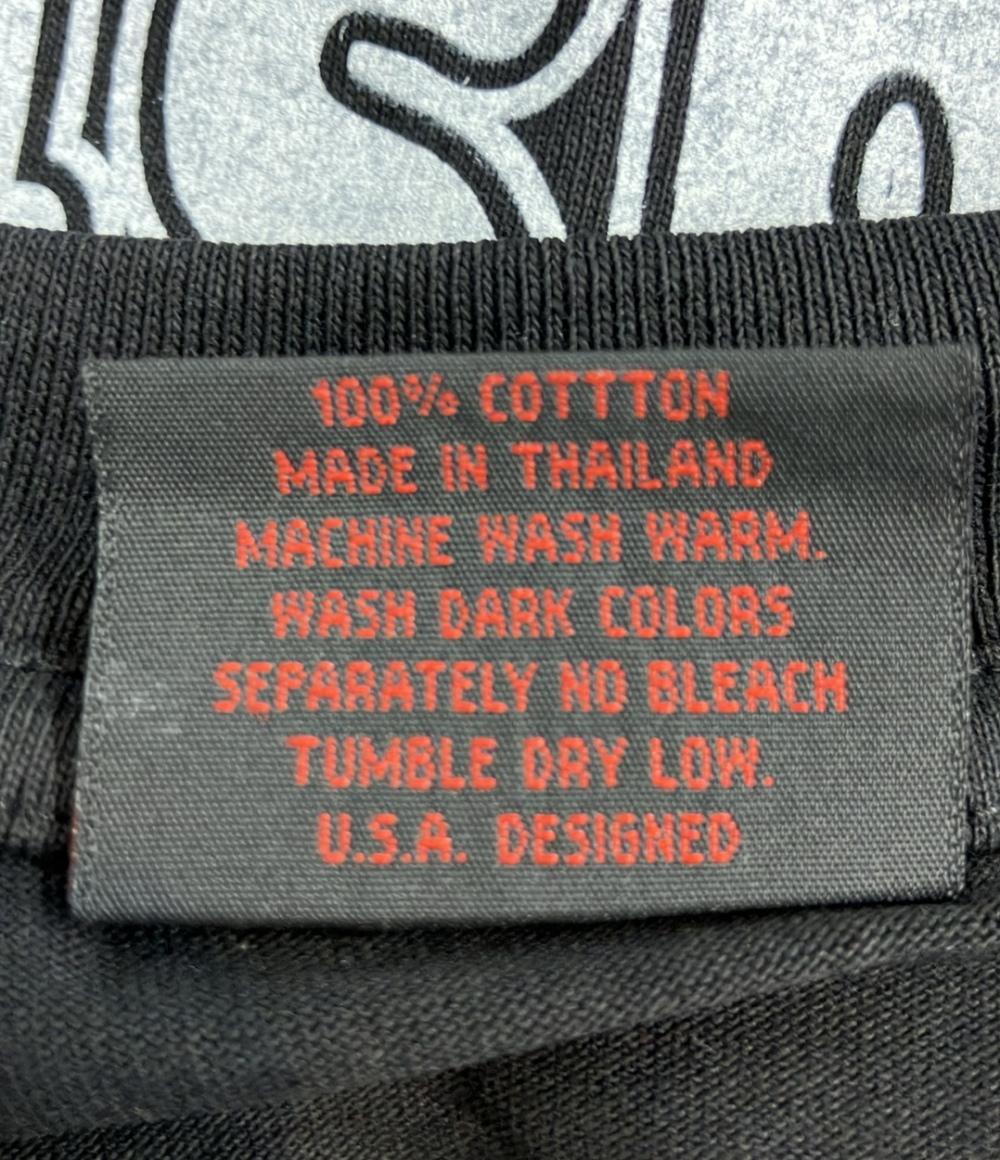 100% COTTTON
MADE IN THAILAND
MACHINE WASH WARM.
WASH DARK COLORS
SEPARATELY NO BLEACH
TUMBLE DRY LOW.
U.S.A. DESIGNED